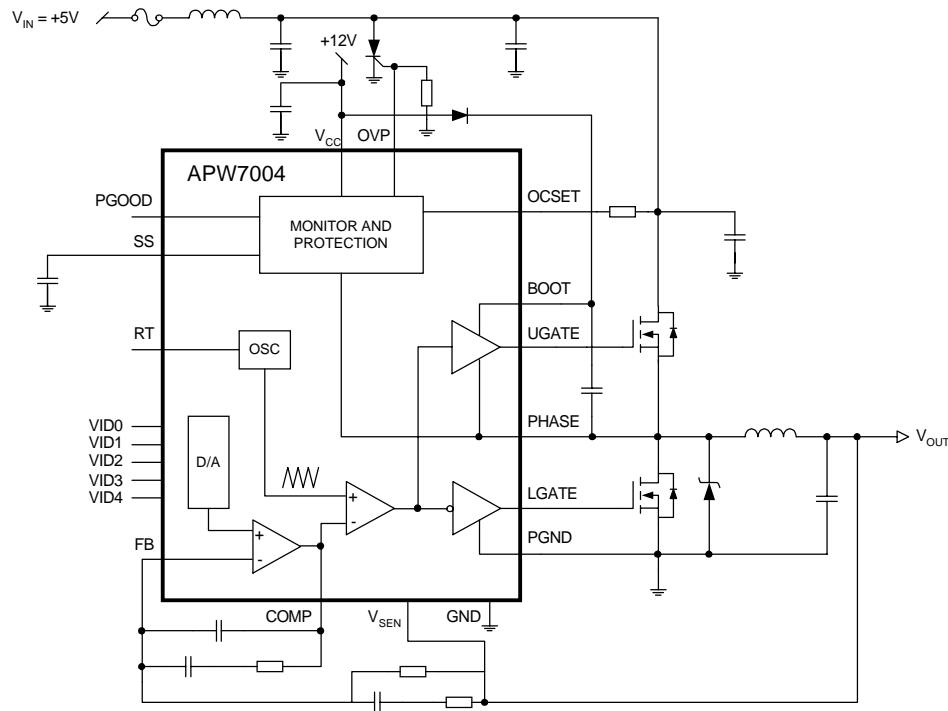 V_IN = +5V
+12V
V_CC OVP
APW7004
PGOOD
OCSET
MONITOR AND
PROTECTION
SS
BOOT
RT
OSC
UGATE
PHASE
V_OUT
VID0
VID1
VID2
VID3
VID4
D/A
LGATE
+
-
+
-
FB
PGND
COMP
V_SEN
GND